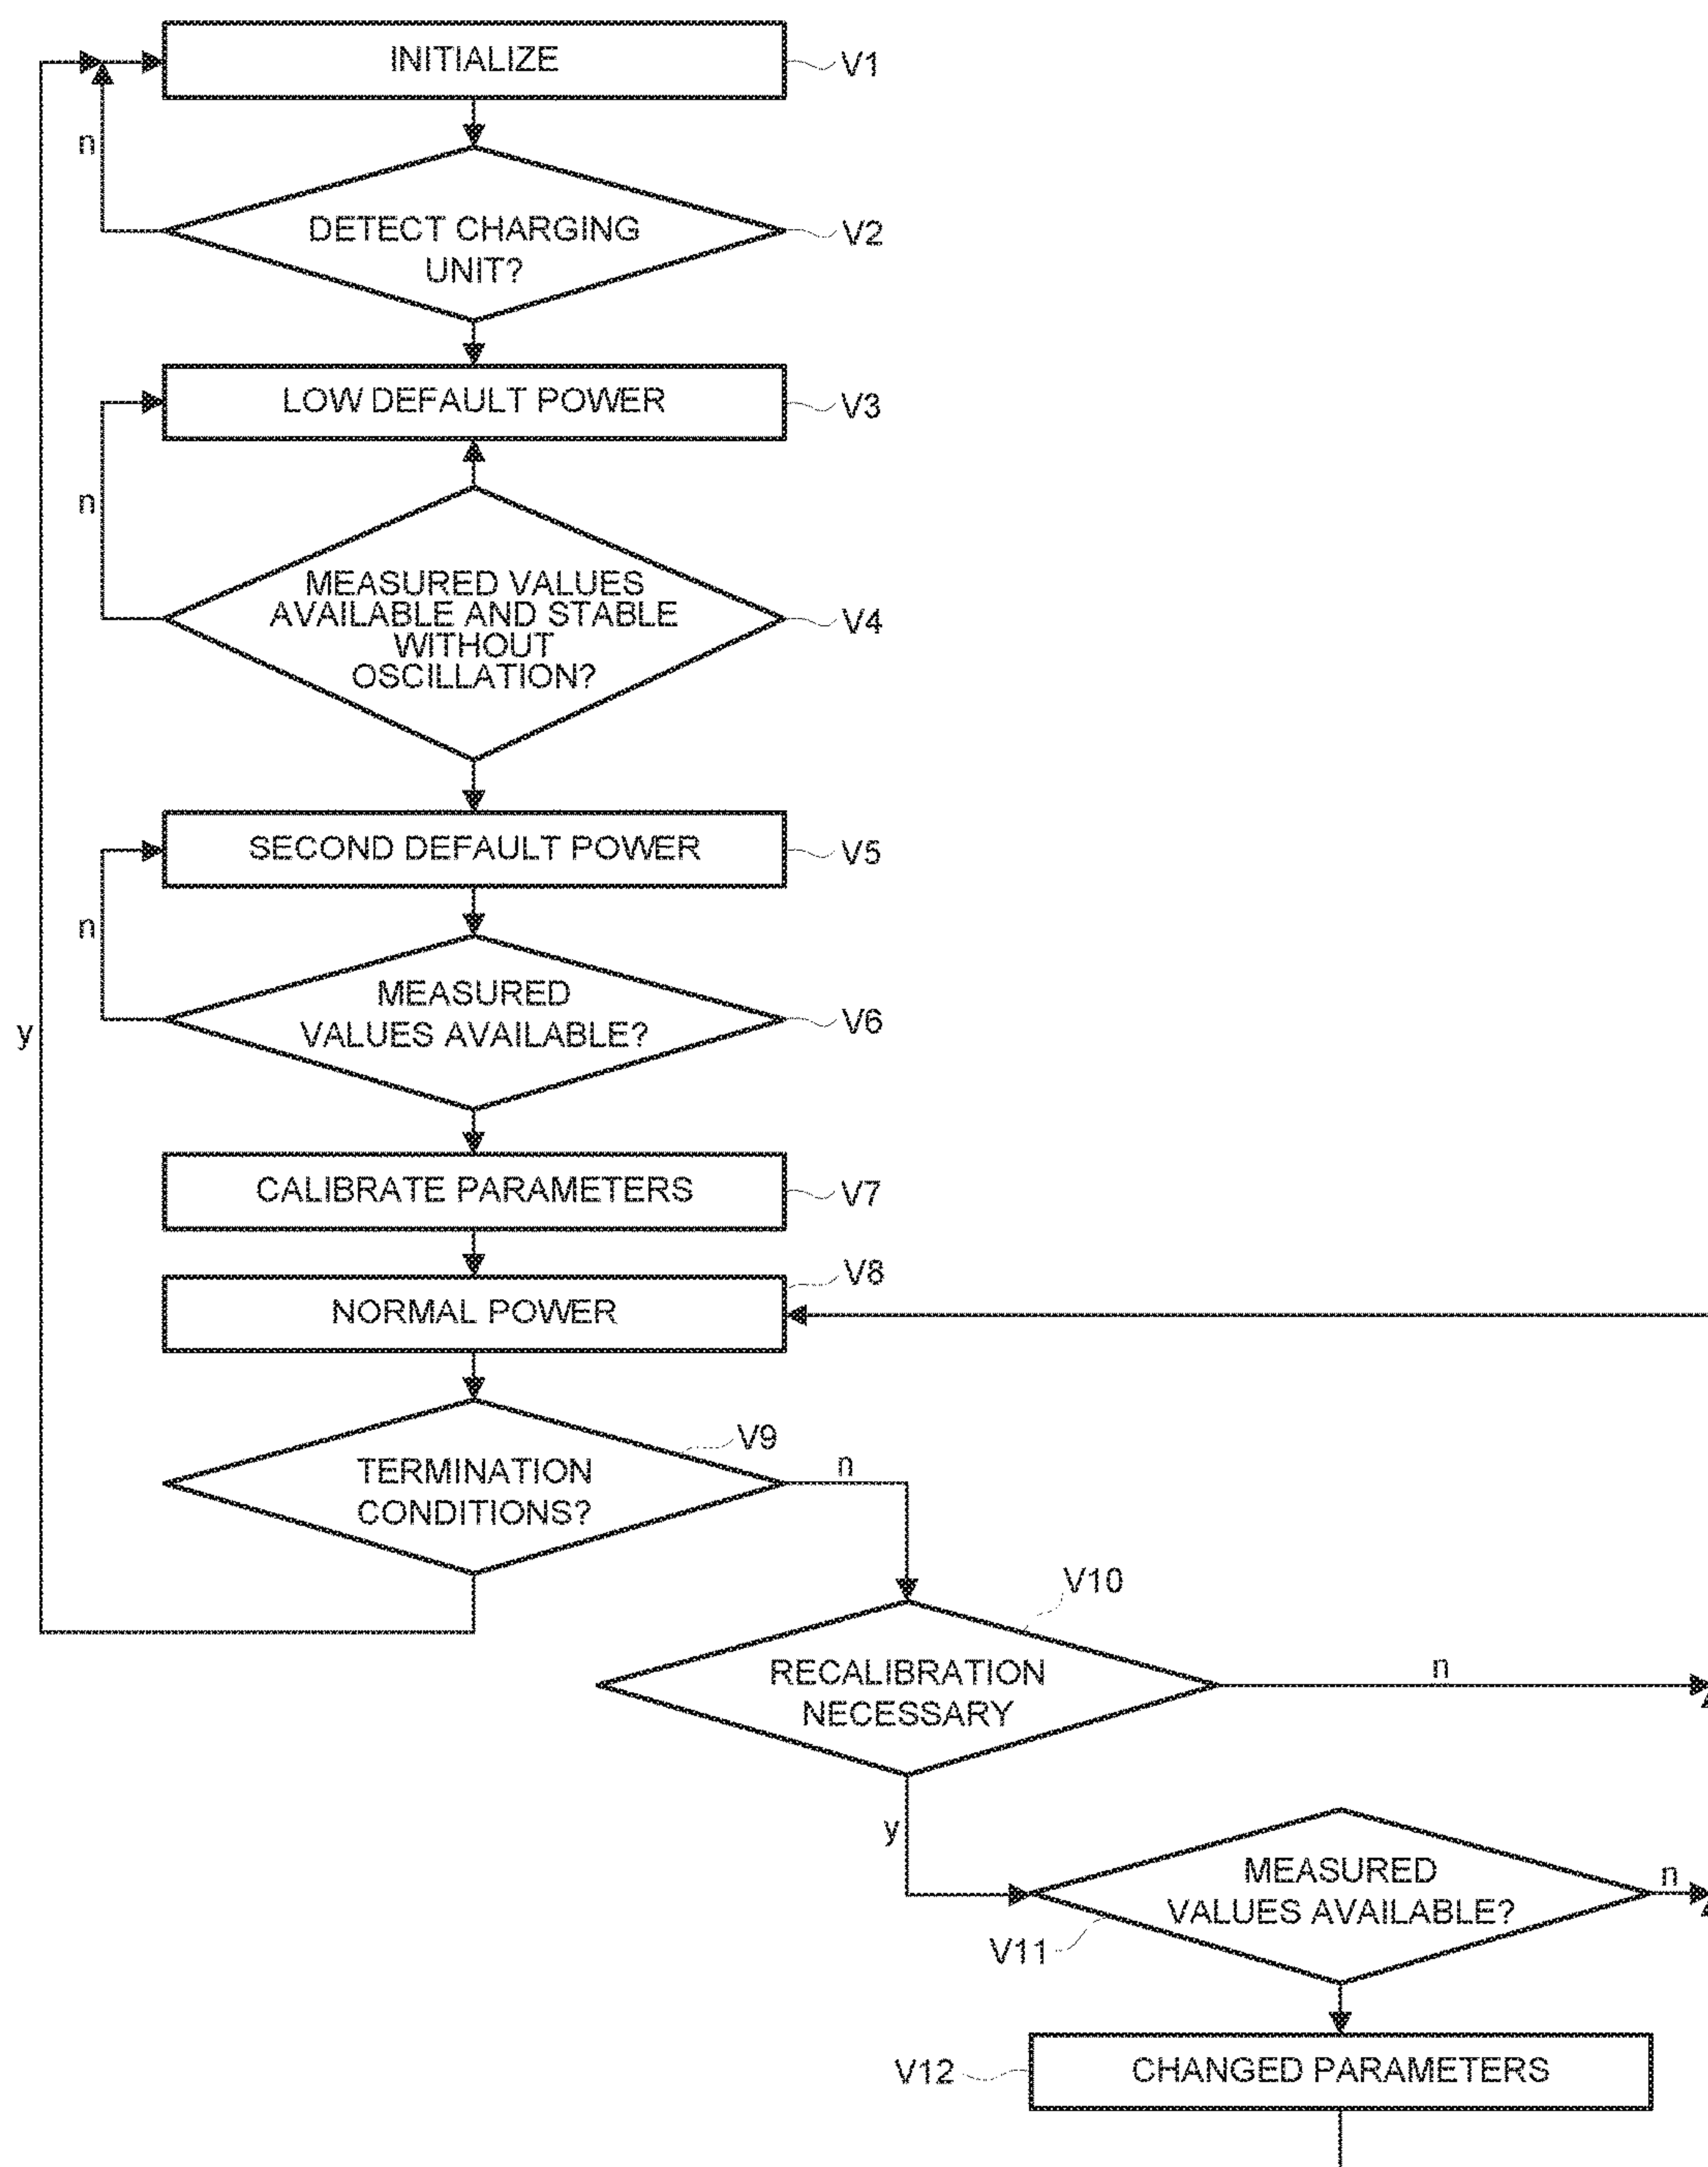 INITIALIZE
V1
n
DETECT CHARGING
UNIT?
V2
LOW DEFAULT POWER
V3
n
MEASURED VALUES
AVAILABLE AND STABLE
WITHOUT
OSCILLATION?
V4
SECOND DEFAULT POWER
V5
n
MEASURED
VALUES AVAILABLE?
V6
y
CALIBRATE PARAMETERS
V7
V8
NORMAL POWER
V9
n
TERMINATION
CONDITIONS?
V10
RECALIBRATION
NECESSARY
n
y
MEASURED
VALUES AVAILABLE?
n
V11
V12
CHANGED PARAMETERS